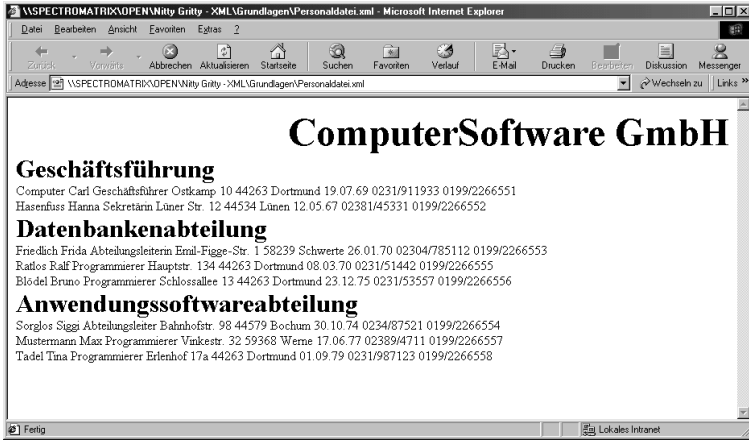 \\SPECTROMATRIX\OPEN\Nitty Gritty - XML\Grundlagen\Personaldatei.xml - Microsoft Internet Explorer
Datei Bearbeiten Ansicht Favoriten Extras ?
Zurück Vorwärts Abbrechen Aktualisieren Startseite Suchen Favoriten Verlauf E-Mail Drucken Bearbeiten Diskussion Messenger
Adresse \\SPECTROMATRIX\OPEN\Nitty Gritty - XML\Grundlagen\Personaldatei.xml Wechseln zu Links »
ComputerSoftware GmbH
Geschäftsführung
Computer Carl Geschäftsführer Ostkamp 10 44263 Dortmund 19.07.69 0231/911933 0199/2266551
Hasenfuss Hanna Sekretärin Lüner Str. 12 44534 Lünen 12.05.67 02381/45331 0199/2266552
Datenbankenabteilung
Friedlich Frida Abteilungsleiterin Emil-Figge-Str. 1 58239 Schwerte 26.01.70 02304/785112 0199/2266553
Ratlos Ralf Programmierer Hauptstr. 134 44263 Dortmund 08.03.70 0231/51442 0199/2266555
Blödel Bruno Programmierer Schlossallee 13 44263 Dortmund 23.12.75 0231/53557 0199/2266556
Anwendungssoftwareabteilung
Sorglos Siggi Abteilungsleiter Bahnhofstr. 98 44579 Bochum 30.10.74 0234/87521 0199/2266554
Mustermann Max Programmierer Vinkestr. 32 59368 Werne 17.06.77 02389/4711 0199/2266557
Tadel Tina Programmierer Erlenhof 17a 44263 Dortmund 01.09.79 0231/987123 0199/2266558
Fertig Lokales Intranet